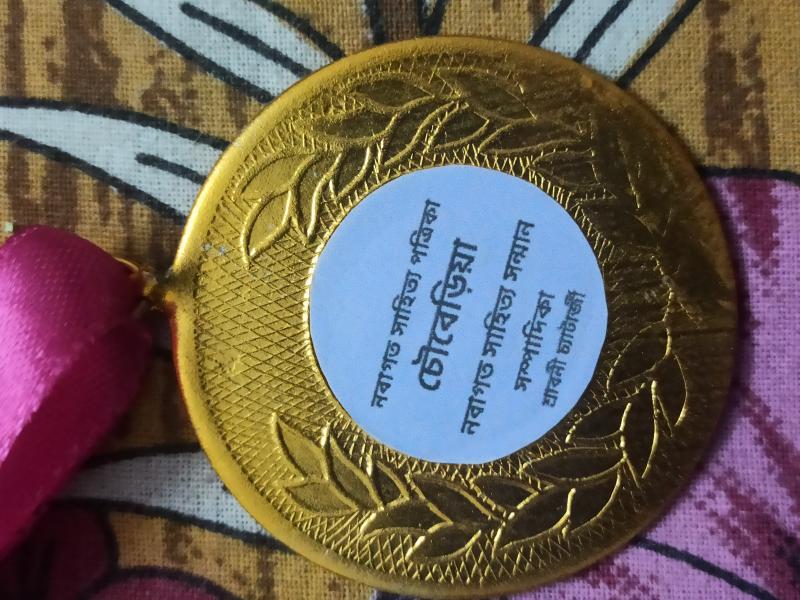 নবাগত সাহিত্য পত্রিকা
চৌবেড়িয়া
নবাগত সাহিত্য সম্মান
সম্পাদিকা
শ্রাবনী চ্যাটার্জী